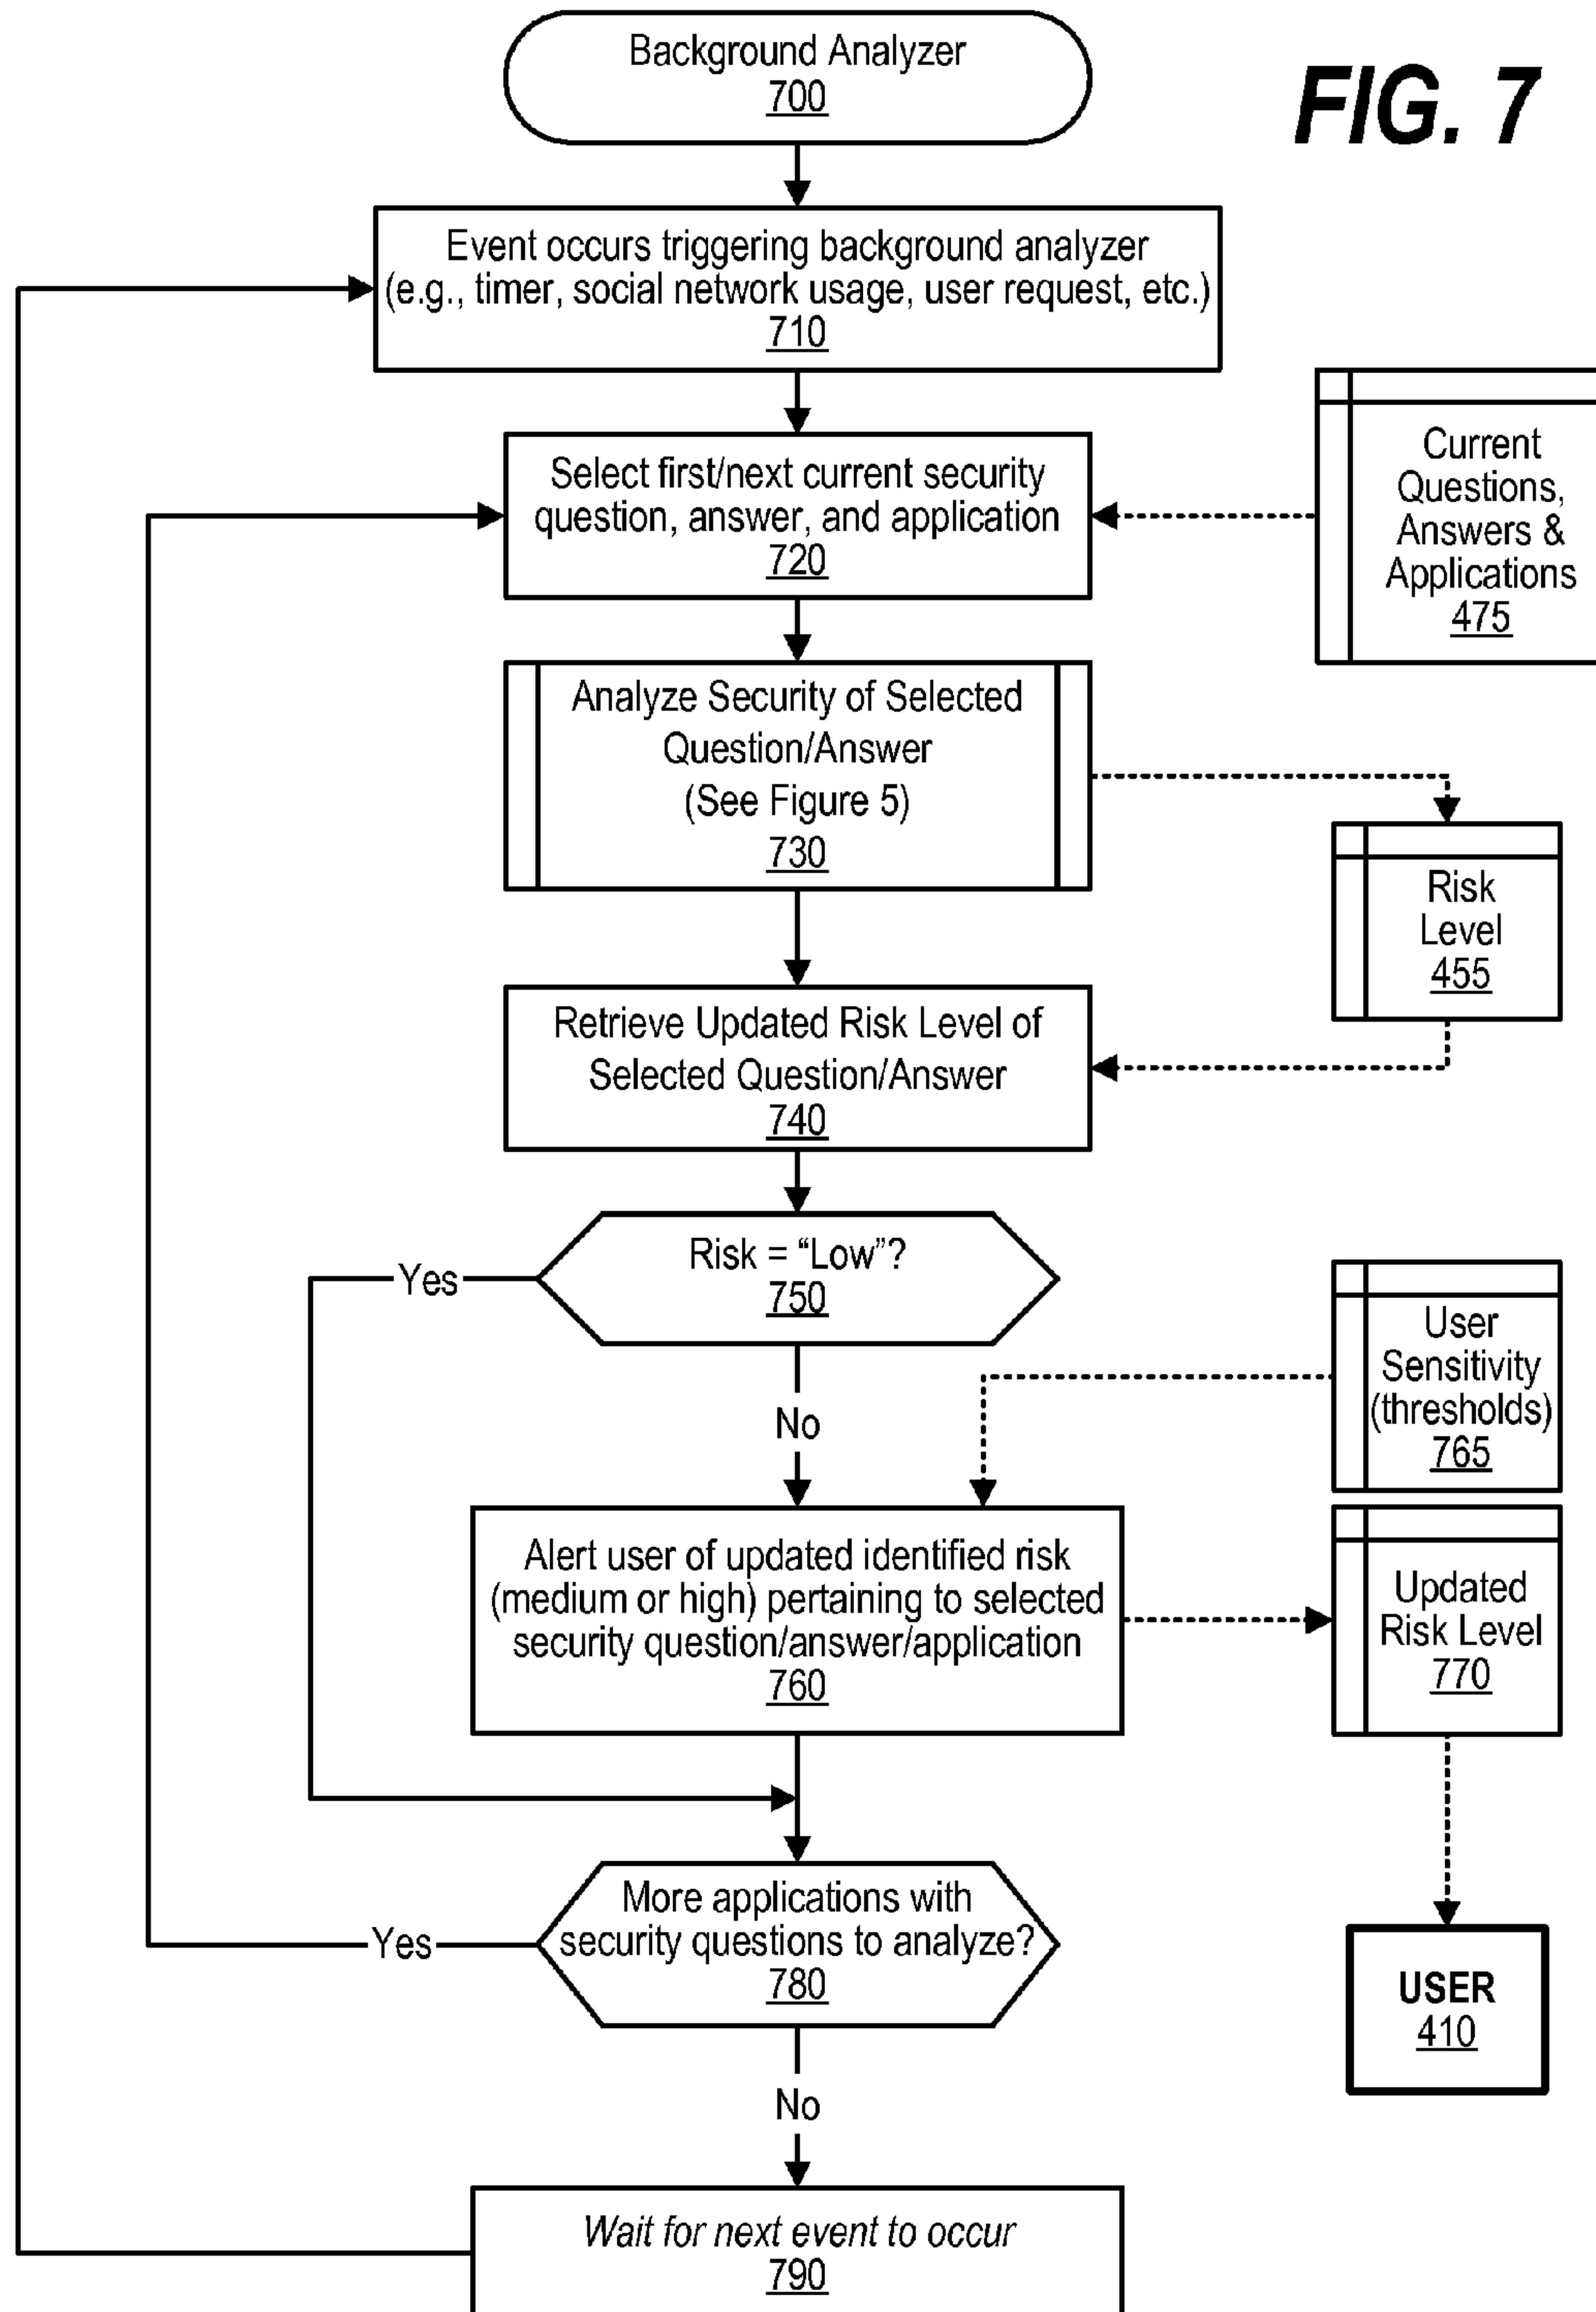 FIG. 7
Background Analyzer
700
Event occurs triggering background analyzer
(e.g., timer, social network usage, user request, etc.)
710
Select first/next current security
question, answer, and application
720
Current
Questions,
Answers &
Applications
475
Analyze Security of Selected
Question/Answer
(See Figure 5)
730
Risk
Level
455
Retrieve Updated Risk Level of
Selected Question/Answer
740
Risk = “Low”?
750
Yes
No
User
Sensitivity
(thresholds)
765
Alert user of updated identified risk
(medium or high) pertaining to selected
security question/answer/application
760
Updated
Risk Level
770
More applications with
security questions to analyze?
780
Yes
No
USER
410
Wait for next event to occur
790